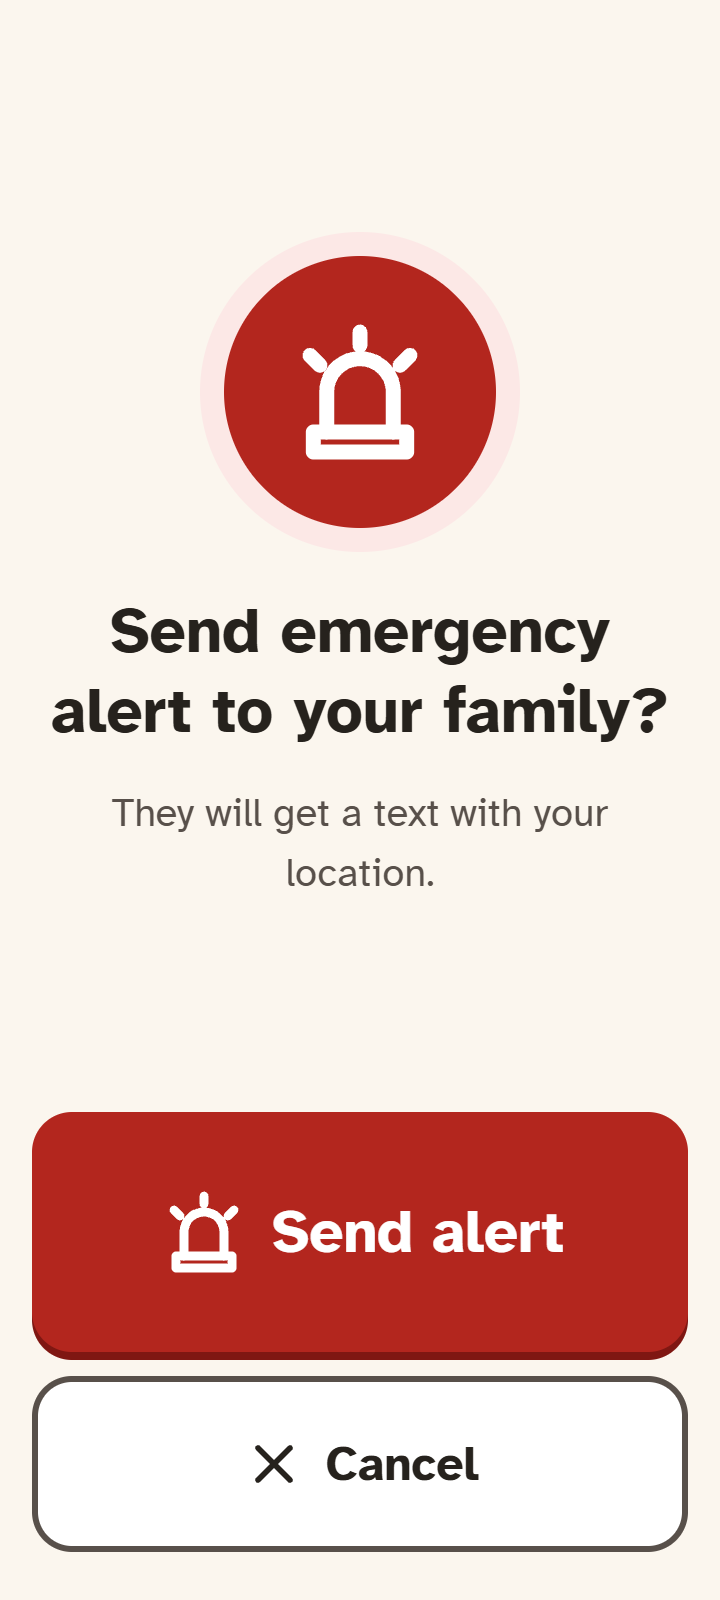 Send emergency
alert to your family?
They will get a text with your
location.
Send alert
Cancel